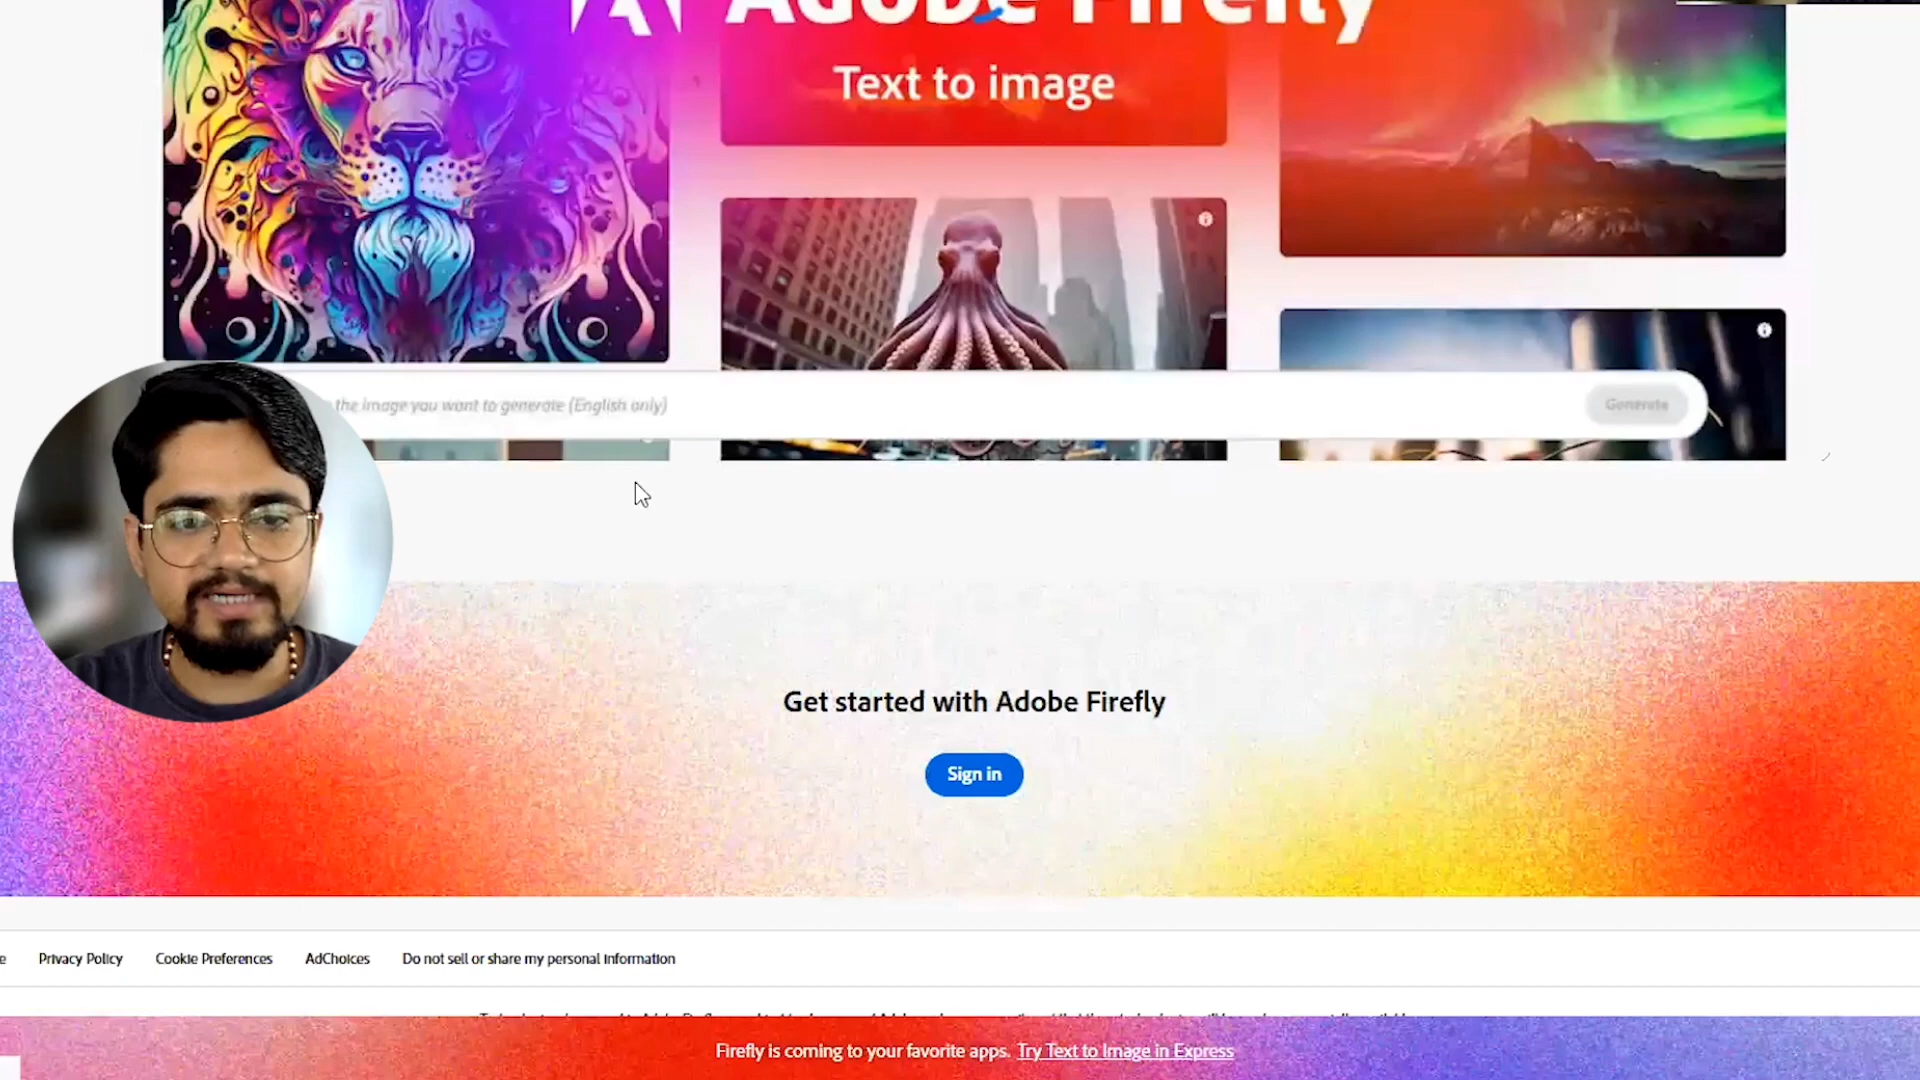 Adobe Firefly
Text to image
the image you want to generate (English only)
Generate
Get started with Adobe Firefly
Sign in
Privacy Policy
Cookie Preferences
AdChoices
Do not sell or share my personal information
Firefly is coming to your favorite apps. Try Text to Image in Express